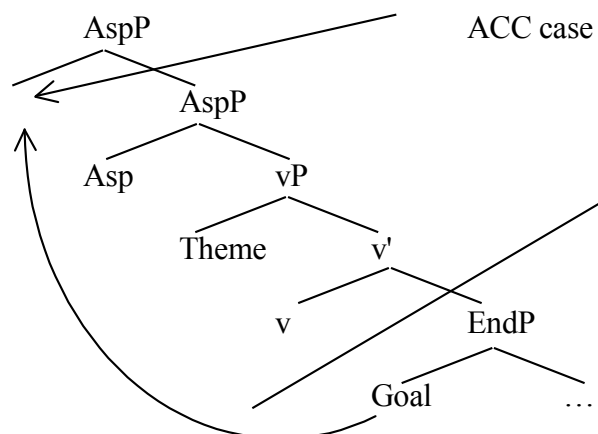 AspP ACC case
AspP
Asp vP
Theme v'
v EndP
Goal …